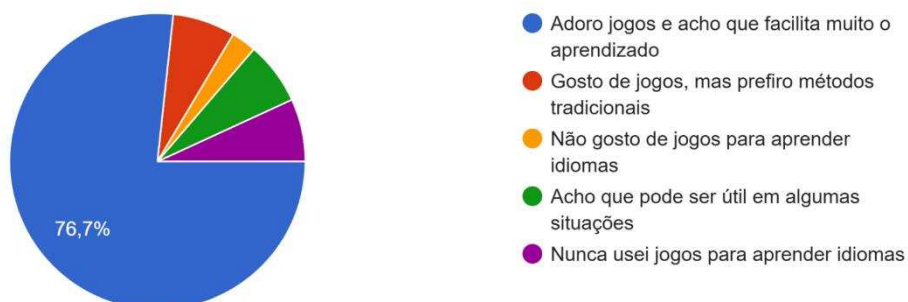 76,7%
Adoro jogos e acho que facilita muito o
aprendizado
Gosto de jogos, mas prefiro métodos
tradicionais
Não gosto de jogos para aprender
idiomas
Acho que pode ser útil em algumas
situações
Nunca usei jogos para aprender idiomas